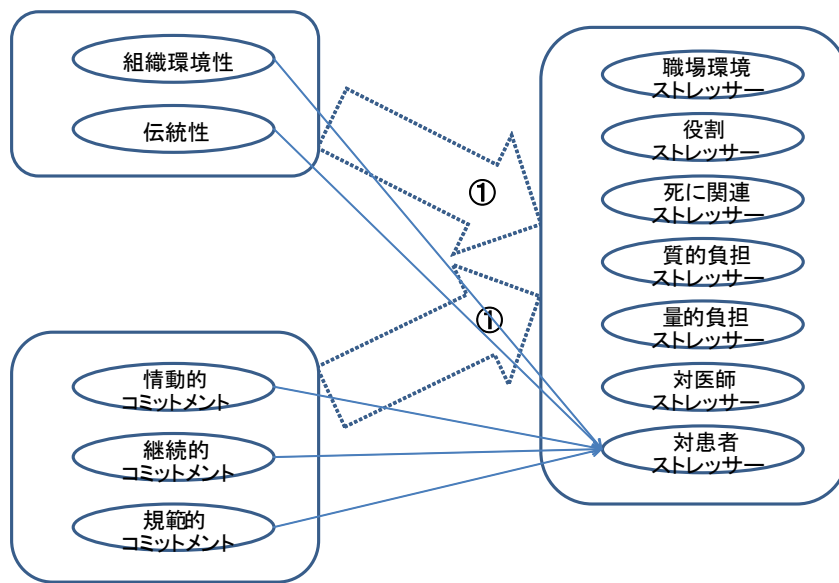 組織環境性
伝統性
①
①
情動的
コミットメント
継続的
コミットメント
規範的
コミットメント
職場環境
ストレッサー
役割
ストレッサー
死に関連
ストレッサー
質的負担
ストレッサー
量的負担
ストレッサー
対医師
ストレッサー
対患者
ストレッサー